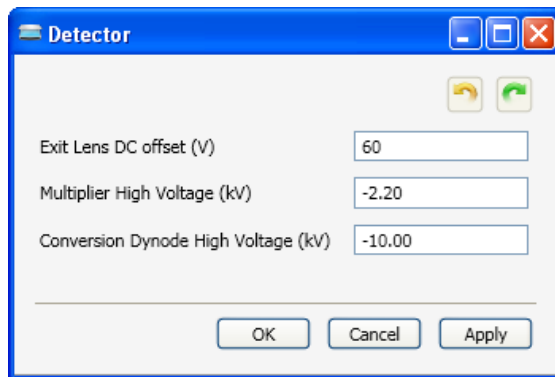 Detector
Exit Lens DC offset (V) 60
Multiplier High Voltage (kV) -2.20
Conversion Dynode High Voltage (kV) -10.00
OK Cancel Apply